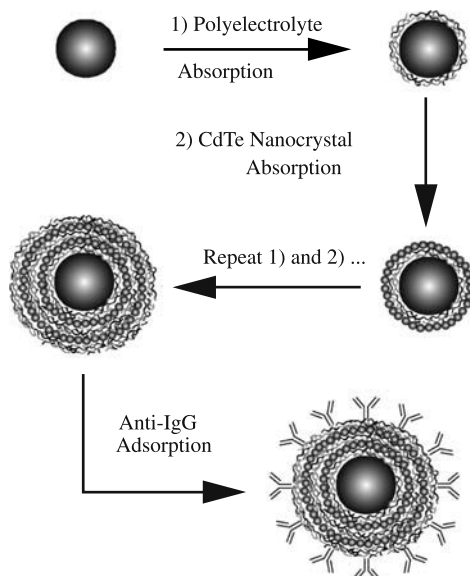 1) Polyelectrolyte
Absorption
2) CdTe Nanocrystal
Absorption
Repeat 1) and 2) ...
Anti-IgG
Adsorption